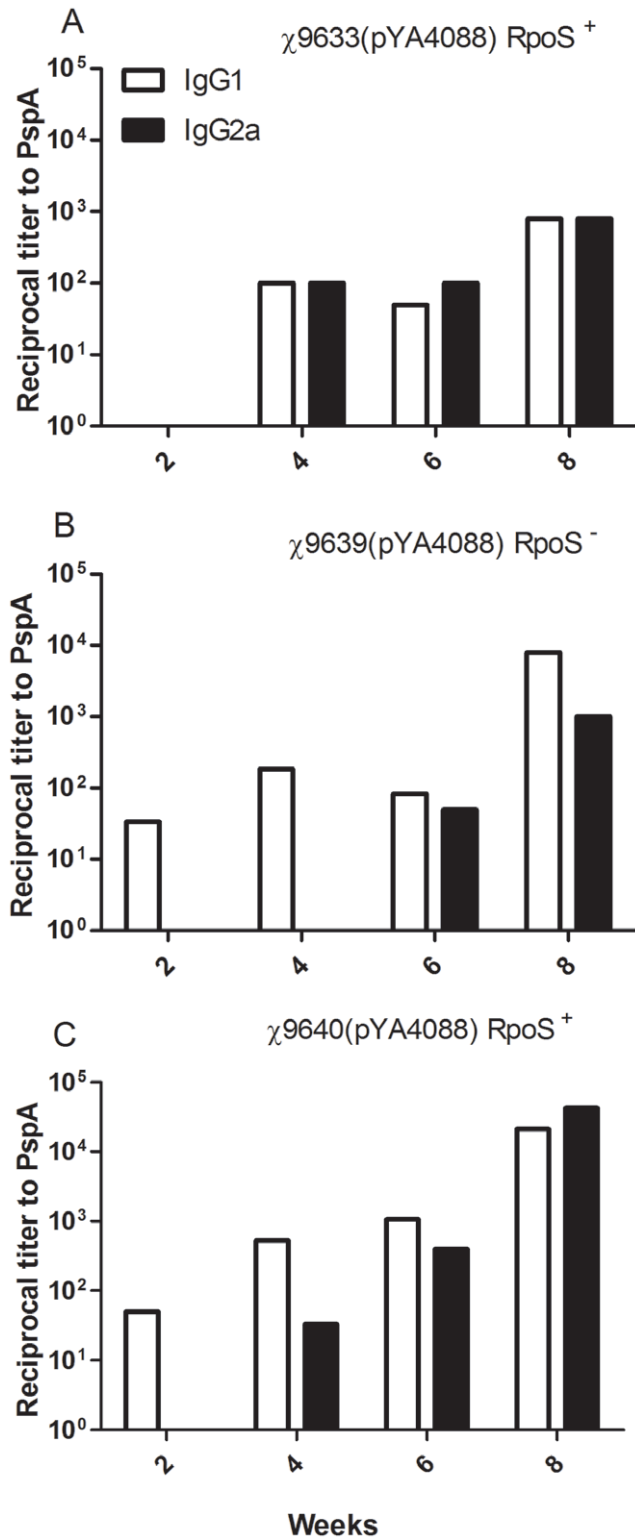 A
χ9633(pYA4088) RpoS⁺
IgG1
IgG2a
Reciprocal titer to PspA
10⁵
10⁴
10³
10²
10¹
10⁰
2 4 6 8
B
χ9639(pYA4088) RpoS⁻
Reciprocal titer to PspA
10⁵
10⁴
10³
10²
10¹
10⁰
2 4 6 8
C
χ9640(pYA4088) RpoS⁺
Reciprocal titer to PspA
10⁵
10⁴
10³
10²
10¹
10⁰
2 4 6 8
Weeks